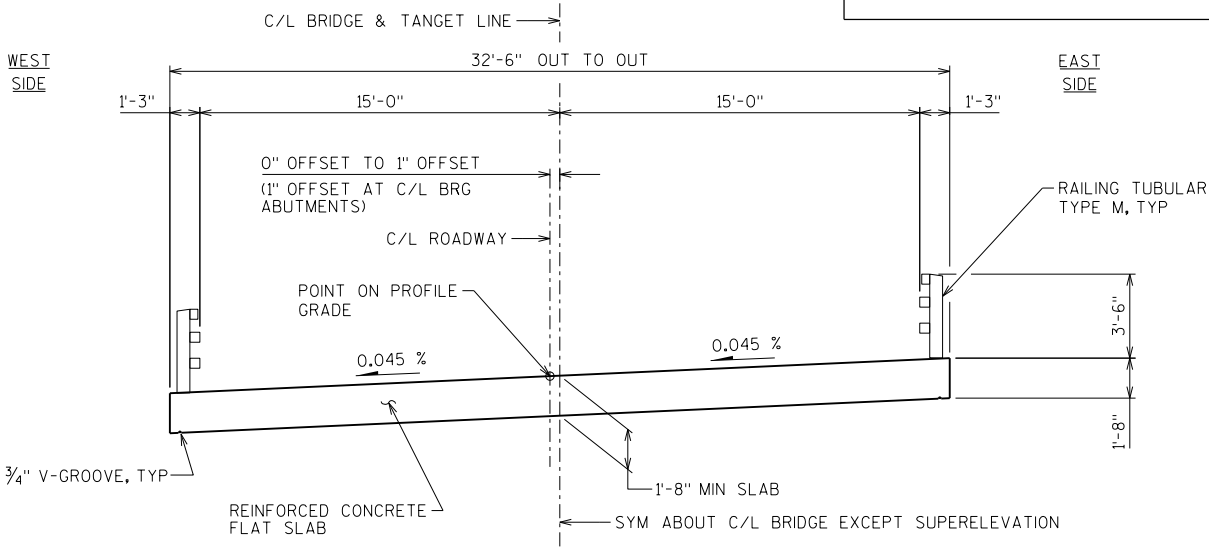 C/L BRIDGE & TANGET LINE
WEST
SIDE
32'-6" OUT TO OUT
EAST
SIDE
1'-3"
15'-0"
15'-0"
1'-3"
0" OFFSET TO 1" OFFSET
(1" OFFSET AT C/L BRG
ABUTMENTS)
RAILING TUBULAR
TYPE M, TYP
C/L ROADWAY
POINT ON PROFILE
GRADE
3'-6"
0.045 %
0.045 %
1'-8"
3/4" V-GROOVE, TYP
1'-8" MIN SLAB
REINFORCED CONCRETE
FLAT SLAB
SYM ABOUT C/L BRIDGE EXCEPT SUPERELEVATION